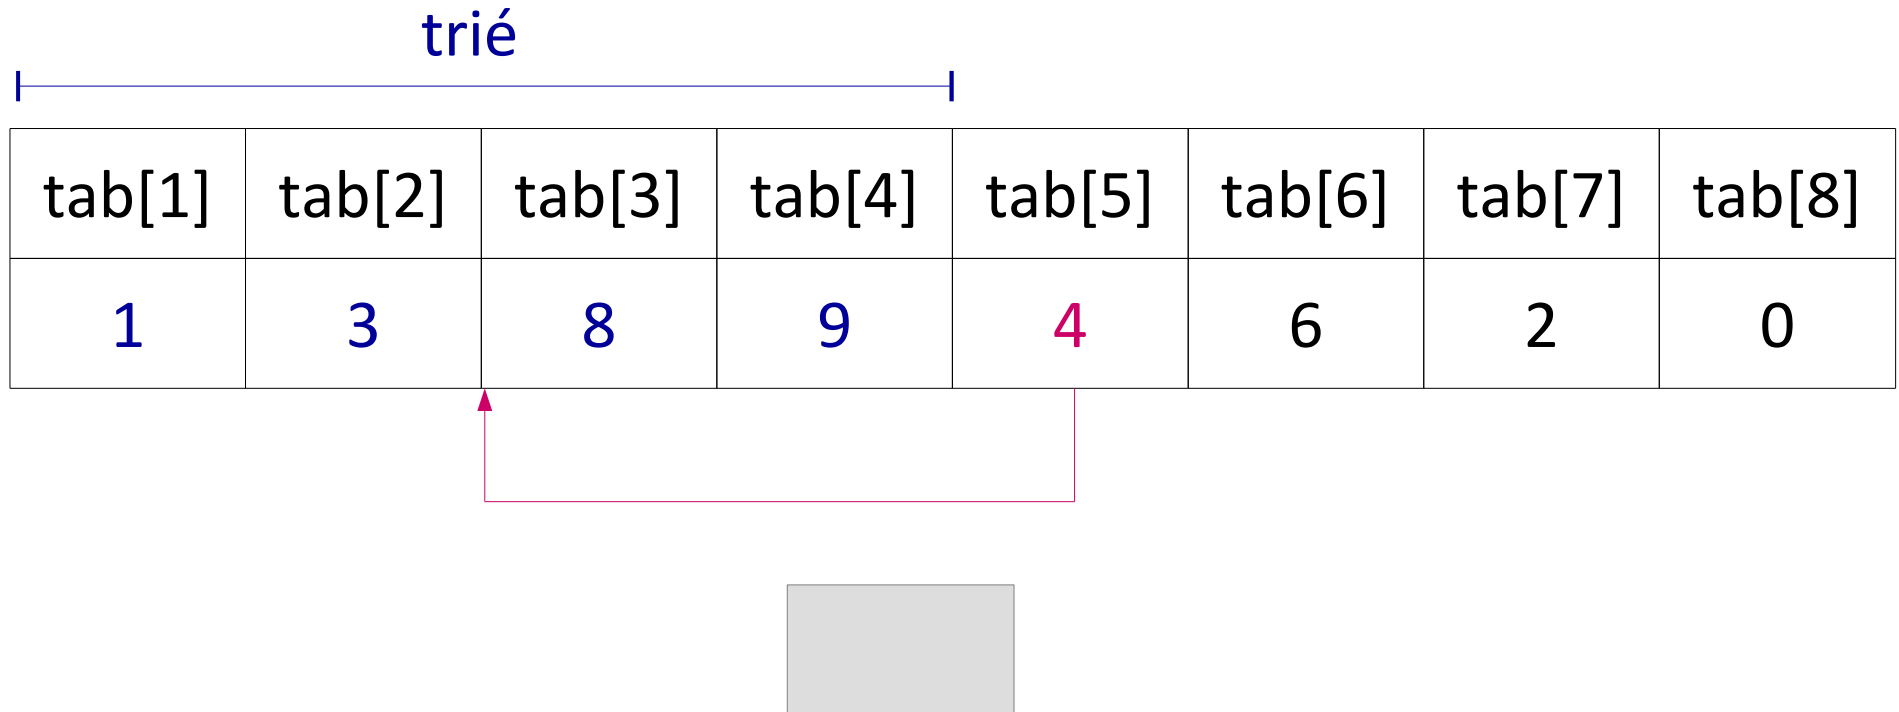 trié
tab[1] tab[2] tab[3] tab[4] tab[5] tab[6] tab[7] tab[8]
1 3 8 9 4 6 2 0